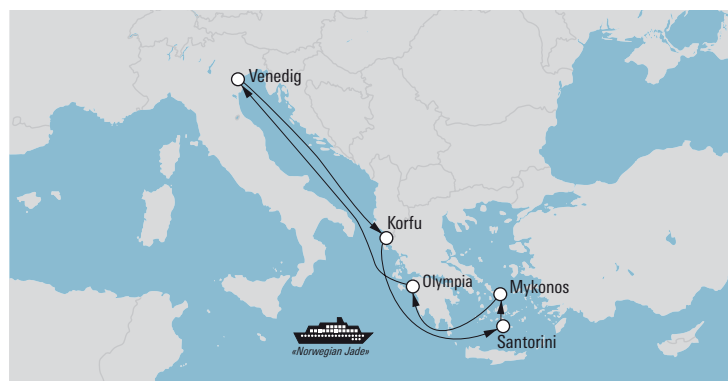 Venedig
Korfu
Olympia
Mykonos
Santorini
«Norwegian Jade»